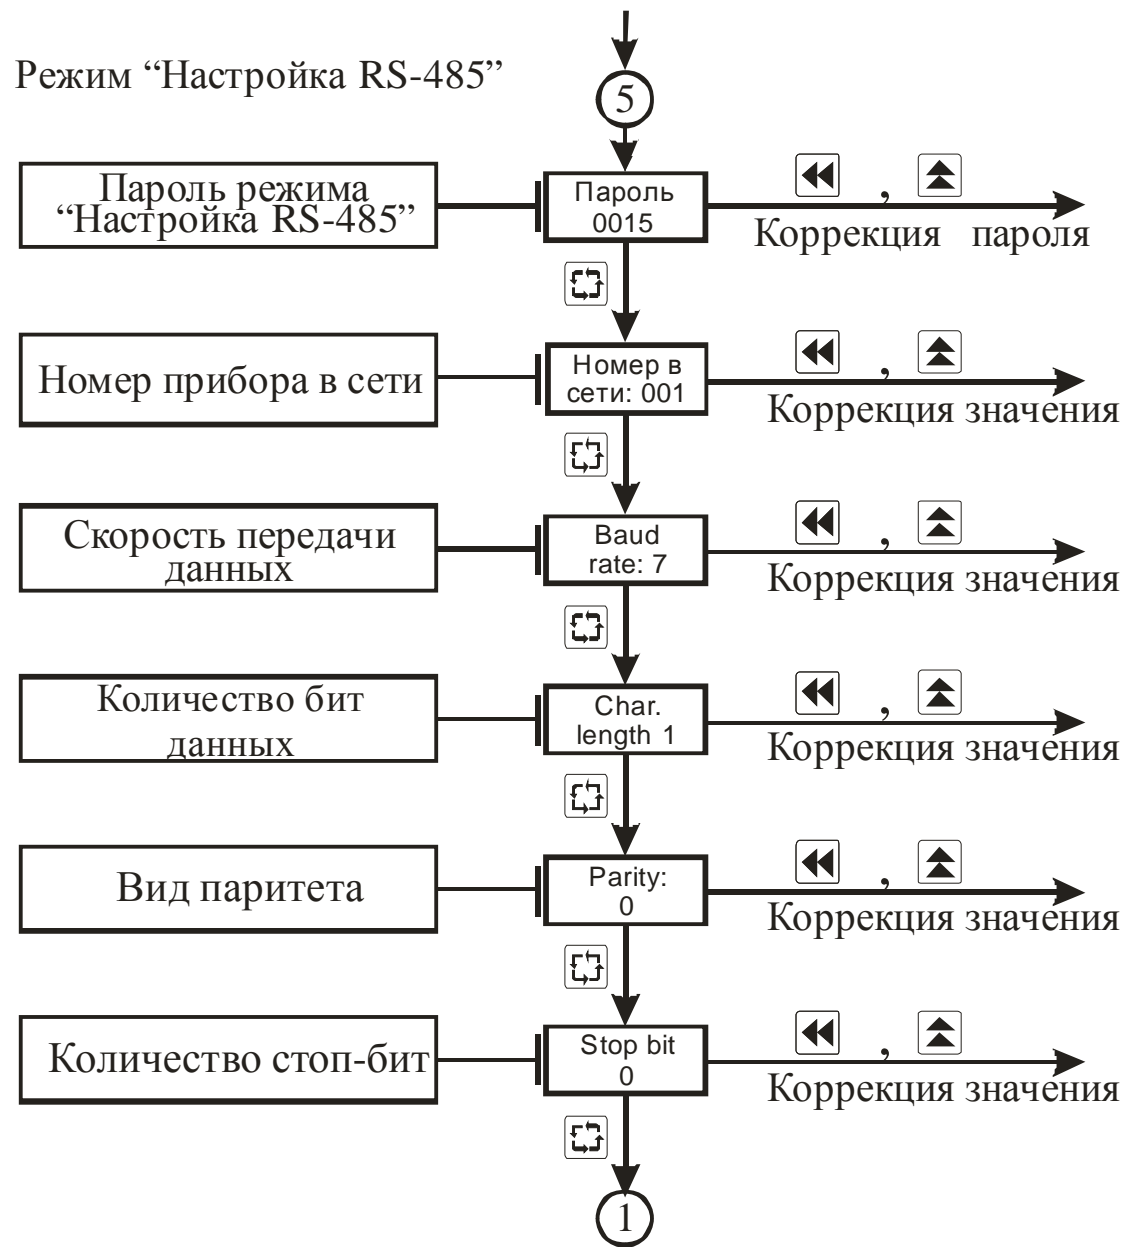 Режим “Настройка RS-485”
5
Пароль режима
“Настройка RS-485”
Пароль
0015
,
Коррекция пароля
Номер прибора в сети
Номер в
сети: 001
,
Коррекция значения
Скорость передачи
данных
Baud
rate: 7
,
Коррекция значения
Количество бит
данных
Char.
length 1
,
Коррекция значения
Вид паритета
Parity:
0
,
Коррекция значения
Количество стоп-бит
Stop bit
0
,
Коррекция значения
1